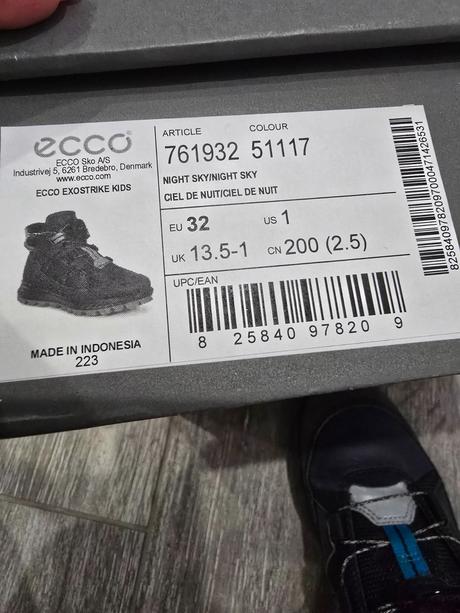 ecco
ECCO Sko A/S
Industrivej 5, 6261 Bredebro, Denmark
www.ecco.com
ECCO EXOSTRIKE KIDS
MADE IN INDONESIA
223
ARTICLE COLOUR
761932 51117
NIGHT SKY/NIGHT SKY
CIEL DE NUIT/CIEL DE NUIT
EU 32 US 1
UK 13.5-1 CN 200 (2.5)
UPC/EAN
8 25840 97820 9
8258409782097000471426531